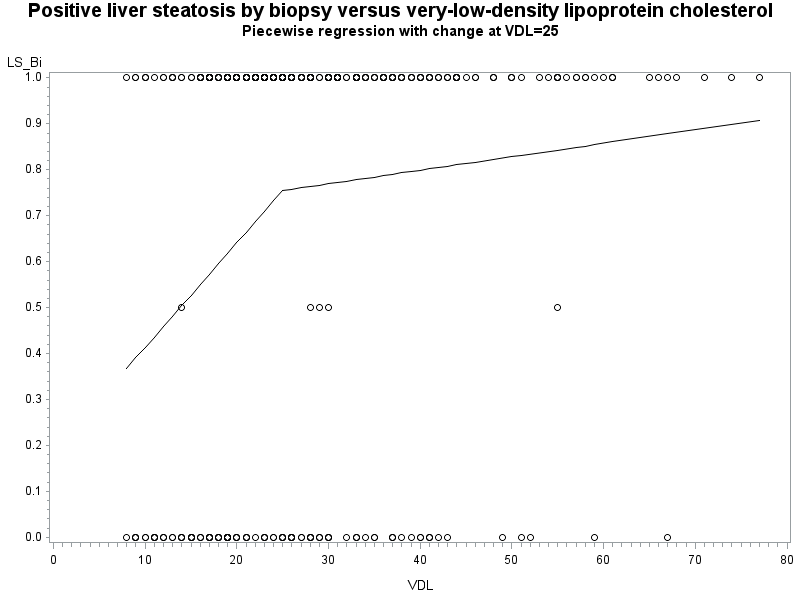 Positive liver steatosis by biopsy versus very-low-density lipoprotein cholesterol
Piecewise regression with change at VDL=25
LS_Bi
1.0
0.9
0.8
0.7
0.6
0.5
0.4
0.3
0.2
0.1
0.0
0 10 20 30 40 50 60 70 80
VDL